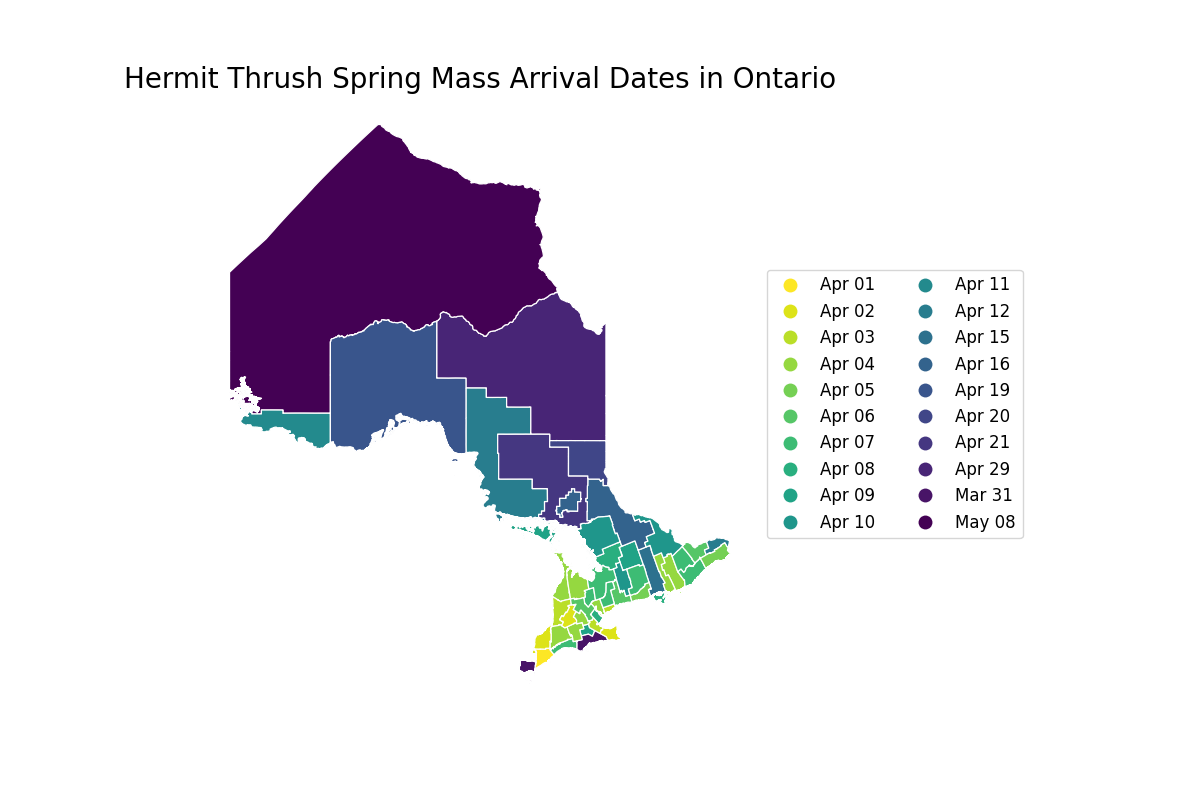 Hermit Thrush Spring Mass Arrival Dates in Ontario
Apr 01
Apr 02
Apr 03
Apr 04
Apr 05
Apr 06
Apr 07
Apr 08
Apr 09
Apr 10
Apr 11
Apr 12
Apr 15
Apr 16
Apr 19
Apr 20
Apr 21
Apr 29
Mar 31
May 08